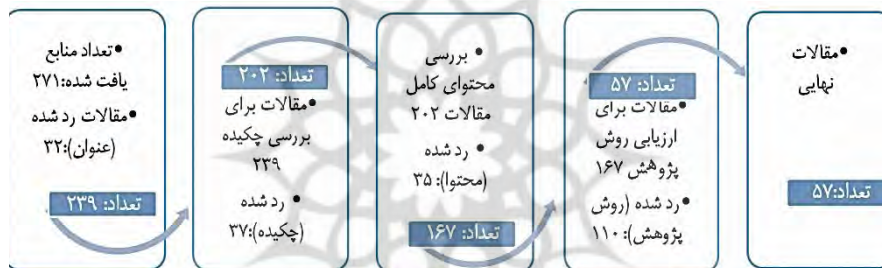 •تعداد منابع
یافت شده:۲۷۱
•مقالات رد شده
(عنوان):۳۲
تعداد: ۲۳۹
تعداد: ۲۰۲
•مقالات برای
بررسی چکیده
۲۳۹
• رد شده
(چکیده):۳۷
• بررسی
محتوای کامل
مقالات ۲۰۲
• رد شده
(محتوا): ۳۵
تعداد: ۱۶۷
تعداد: ۵۷
•مقالات برای
ارزیابی روش
پژوهش ۱۶۷
•رد شده (روش
پژوهش): ۱۱۰
•مقالات
نهایی
تعداد:۵۷